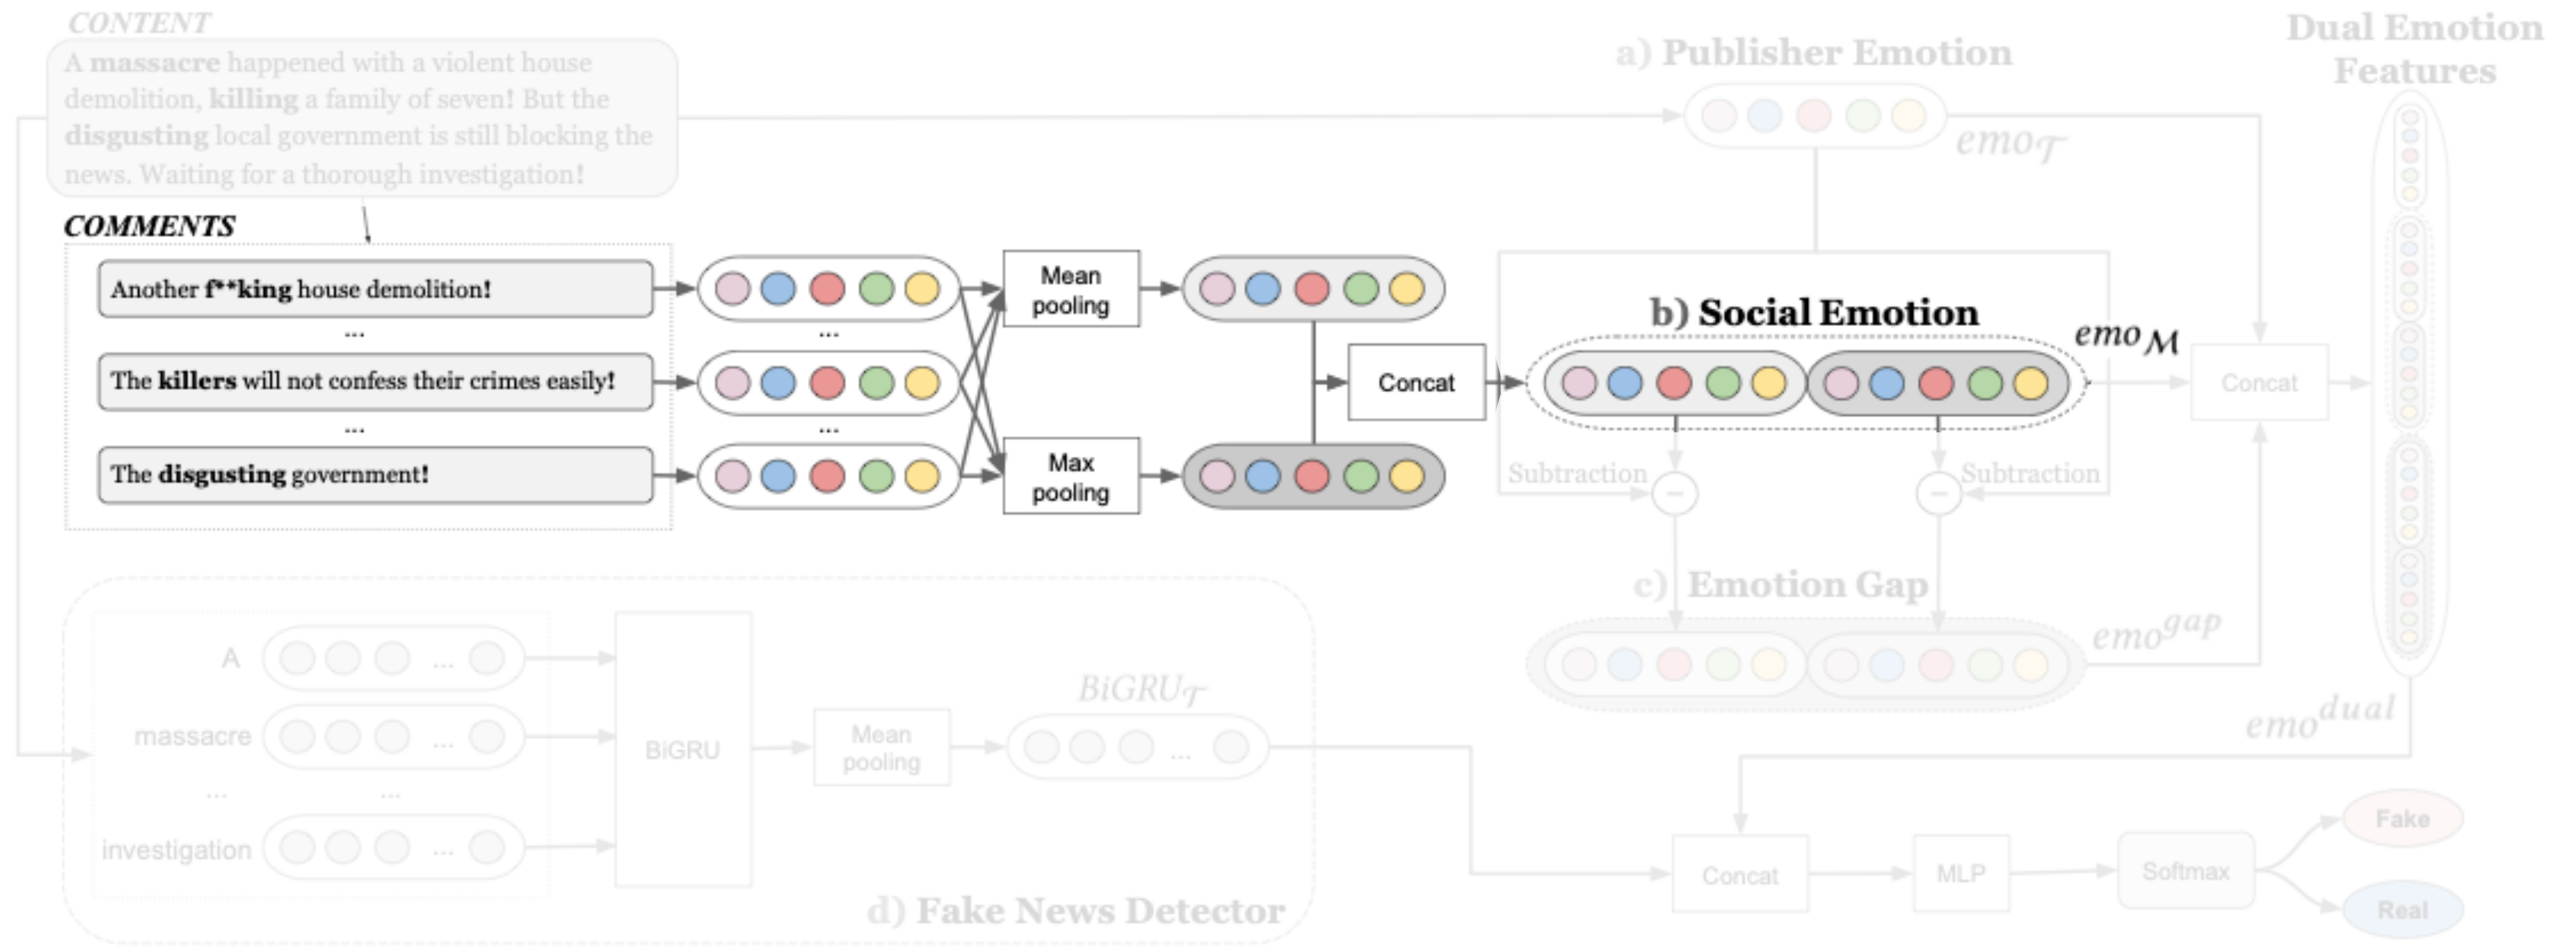 CONTENT
A massacre happened with a violent house
demolition, killing a family of seven! But the
disgusting local government is still blocking the
news. Waiting for a thorough investigation!
COMMENTS
Another f**king house demolition!
...
The killers will not confess their crimes easily!
...
The disgusting government!
...
...
Mean
pooling
Max
pooling
Concat
a) Publisher Emotion
emo𝒯
b) Social Emotion
emoℳ
Subtraction
−
−
Subtraction
c) Emotion Gap
emo^gap
Concat
Dual Emotion
Features
emo^dual
A
...
massacre
...
... ...
investigation
...
BiGRU
Mean
pooling
BiGRU𝒯
...
d) Fake News Detector
Concat
MLP
Softmax
Fake
Real